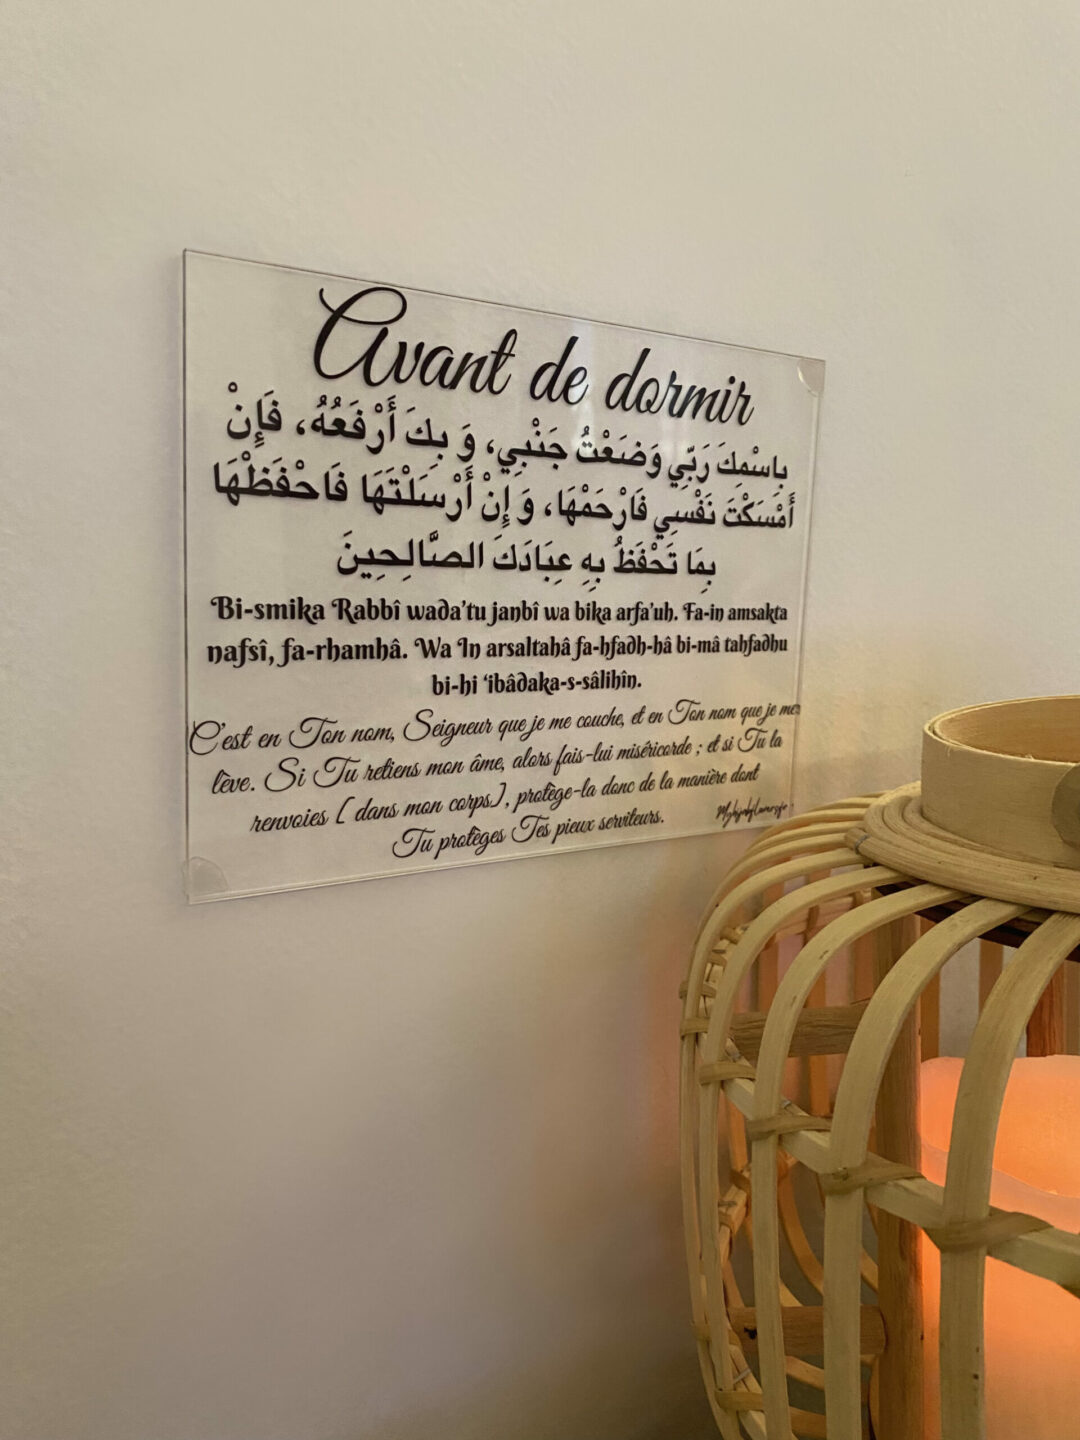 Avant de dormir
بِاسْمِكَ رَبِّي وَضَعْتُ جَنْبِي، وَ بِكَ أَرْفَعُهُ، فَإِنْ
أَمْسَكْتَ نَفْسِي فَارْحَمْهَا، وَ إِنْ أَرْسَلْتَهَا فَاحْفَظْهَا
بِمَا تَحْفَظُ بِهِ عِبَادَكَ الصَّالِحِينَ
Bi-smika Rabbî wada'tu janbî wa bika arfa'uh. Fa-in amsakta
nafsî, fa-rhamhâ. Wa In arsaltahâ fa-hfadh-hâ bi-mâ tahfadhu
bi-hi ‘ibâdaka-s-sâlihîn.
C'est en Ton nom, Seigneur que je me couche, et en Ton nom que je me
lève. Si Tu retiens mon âme, alors fais-lui miséricorde ; et si Tu la
renvoies [ dans mon corps], protège-la donc de la manière dont
Tu protèges Tes pieux serviteurs.